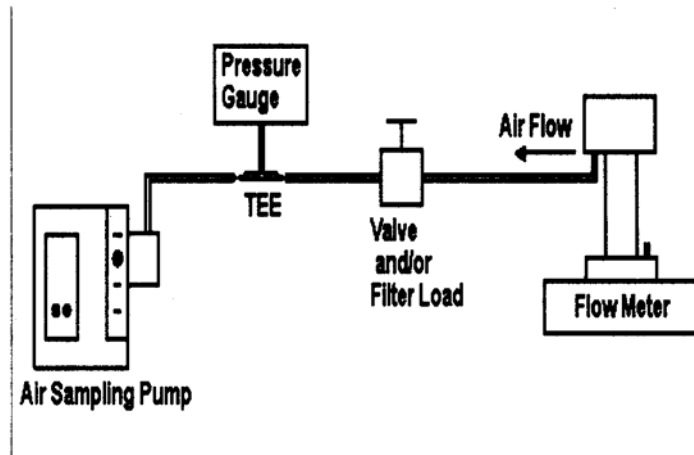 Pressure
Gauge
Air Flow
TEE
Valve
and/or
Filter Load
Flow Meter
Air Sampling Pump